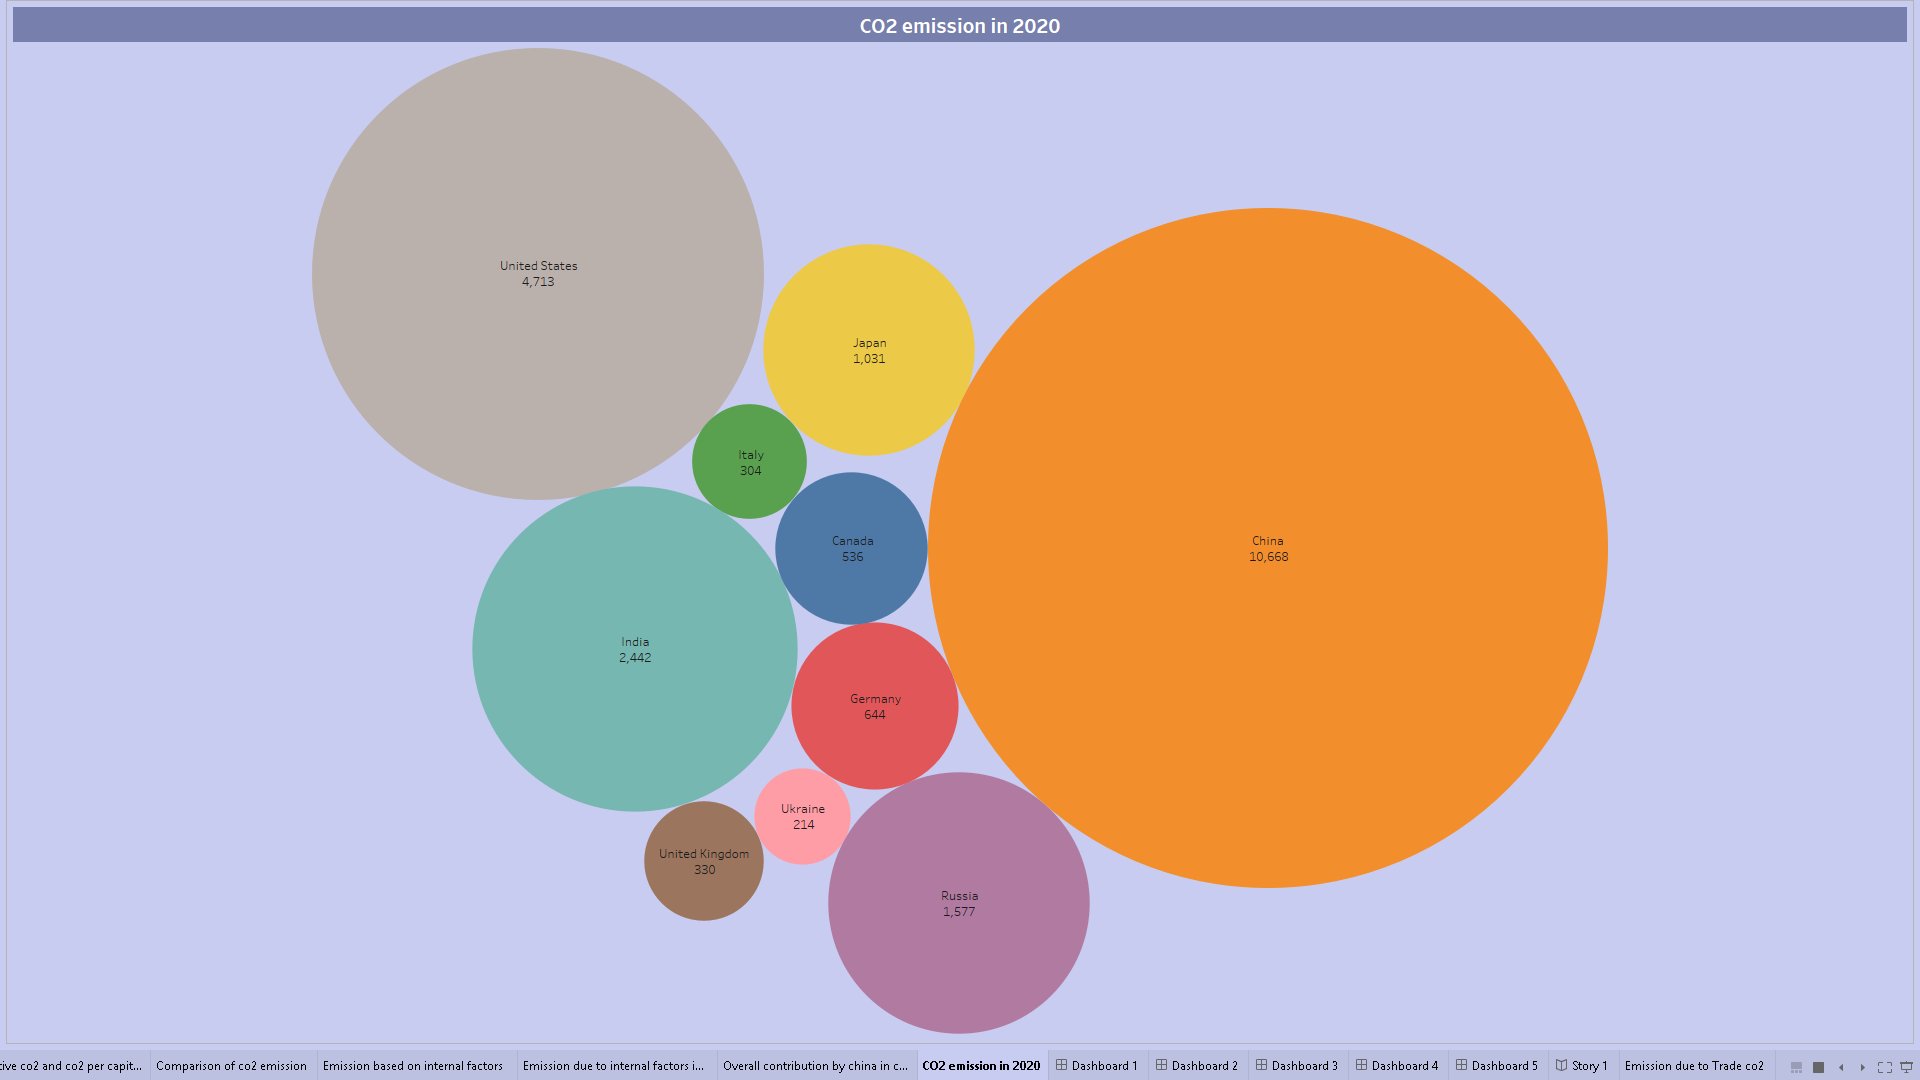 CO2 emission in 2020
United States
4,713
Japan
1,031
Italy
304
Canada
536
China
10,668
India
2,442
Germany
644
Ukraine
214
United Kingdom
330
Russia
1,577
tive co2 and co2 per capit...
Comparison of co2 emission
Emission based on internal factors
Emission due to internal factors i...
Overall contribution by china in c...
CO2 emission in 2020
Dashboard 1
Dashboard 2
Dashboard 3
Dashboard 4
Dashboard 5
Story 1
Emission due to Trade co2